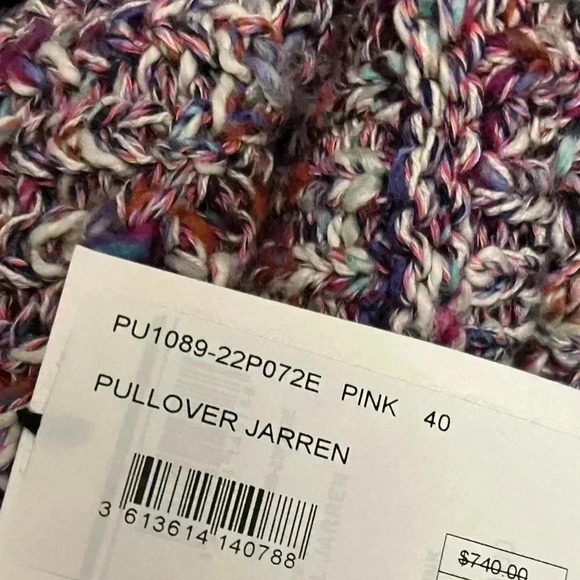 PU1089-22P072E PINK 40
PULLOVER JARREN
3 613614 140788
$740.00